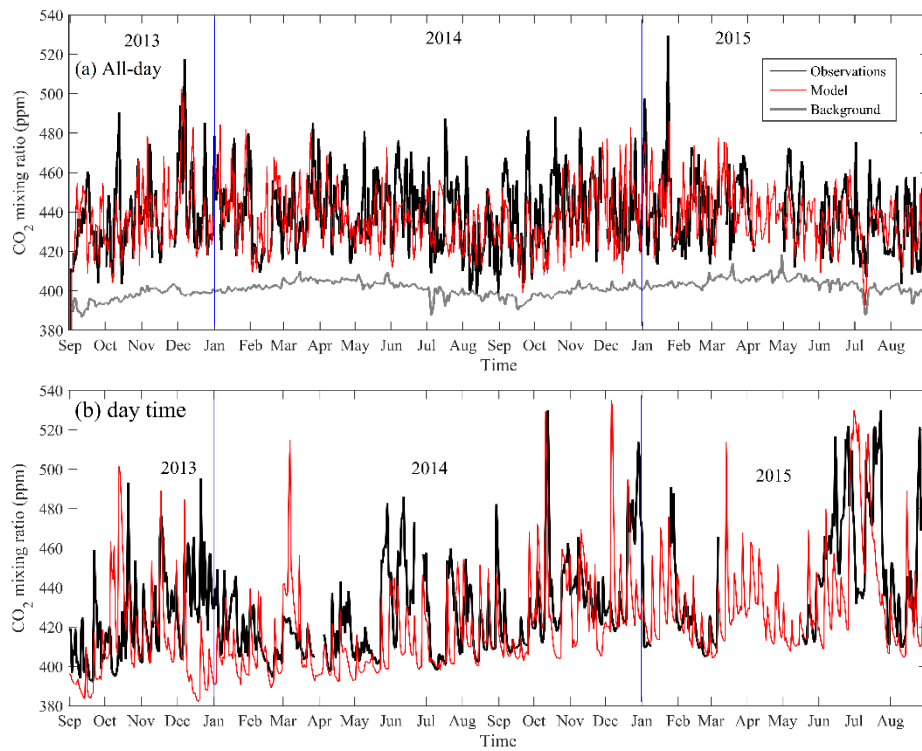 540
520
500
480
460
440
420
400
380
CO2 mixing ratio (ppm)
2013
2014
2015
(a) All-day
Observations
Model
Background
Sep Oct Nov Dec Jan Feb Mar Apr May Jun Jul Aug Sep Oct Nov Dec Jan Feb Mar Apr May Jun Jul Aug
Time
540
520
500
480
460
440
420
400
380
CO2 mixing ratio (ppm)
(b) day time
2013
2014
2015
Sep Oct Nov Dec Jan Feb Mar Apr May Jun Jul Aug Sep Oct Nov Dec Jan Feb Mar Apr May Jun Jul Aug
Time